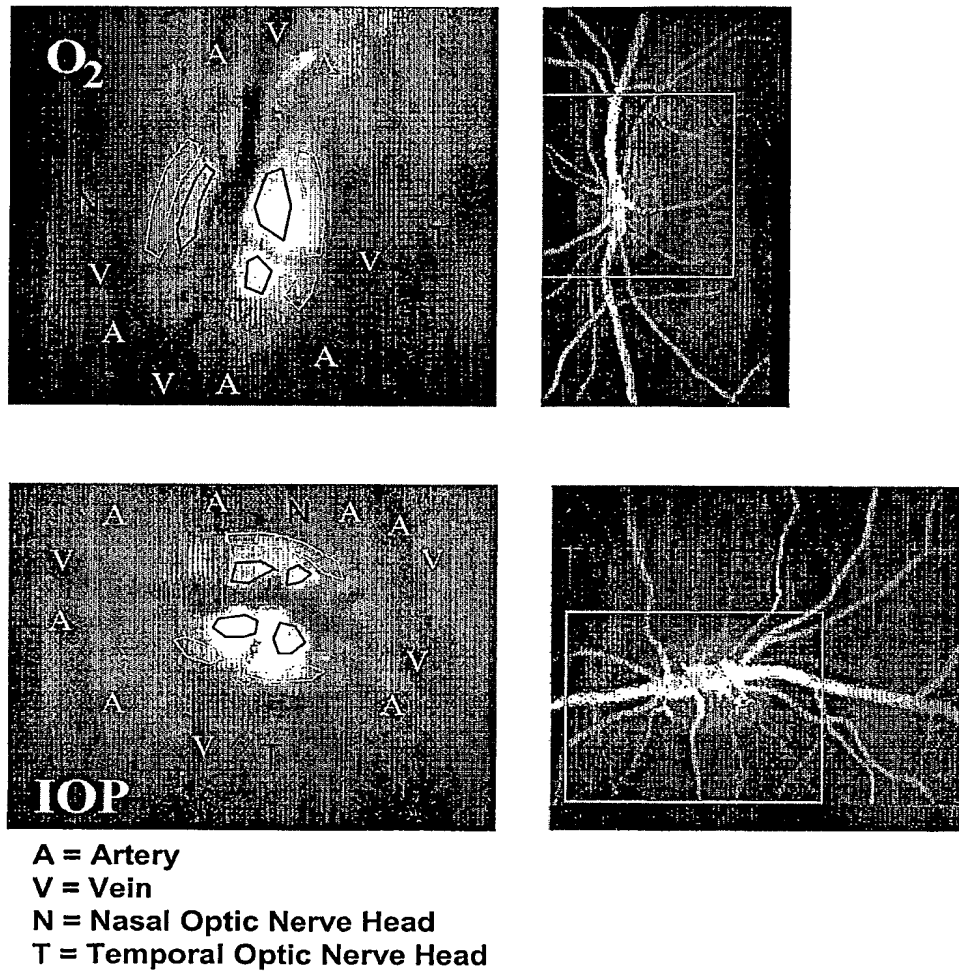 O2
A
V
A
N
V
V
A
A
V
A
A
A
N
A
A
V
V
A
V
A
A
V
IOP
A = Artery
V = Vein
N = Nasal Optic Nerve Head
T = Temporal Optic Nerve Head